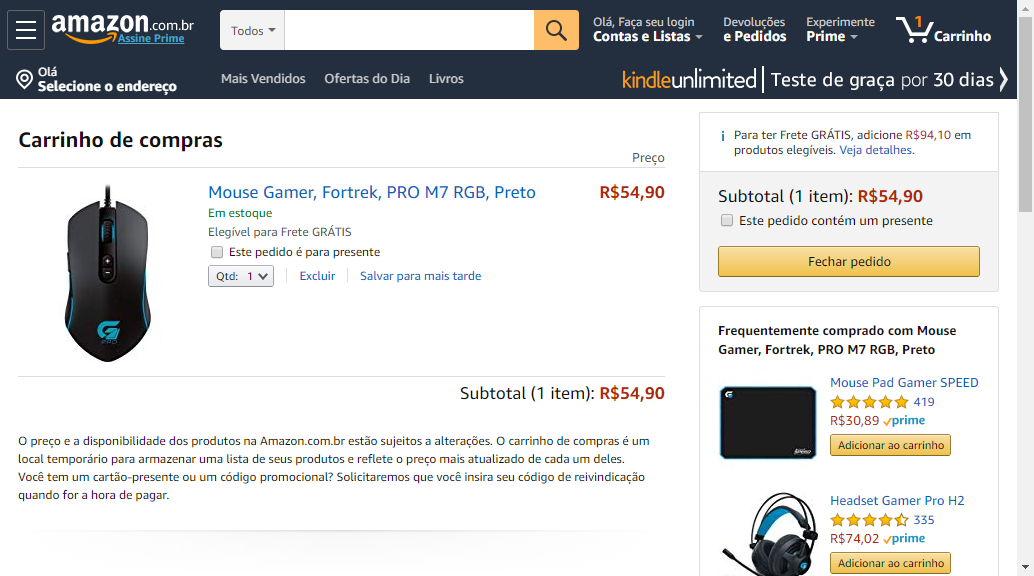 amazon.com.br
Assine Prime
Todos
Olá, Faça seu login
Contas e Listas
Devoluções
e Pedidos
Experimente
Prime
1
Carrinho
Olá
Selecione o endereço
Mais Vendidos
Ofertas do Dia
Livros
kindleunlimited
Teste de graça por 30 dias
Carrinho de compras
Preço
Mouse Gamer, Fortrek, PRO M7 RGB, Preto
R$54,90
Em estoque
Elegível para Frete GRÁTIS
Este pedido é para presente
Qtd: 1
Excluir
Salvar para mais tarde
PRO
Subtotal (1 item): R$54,90
O preço e a disponibilidade dos produtos na Amazon.com.br estão sujeitos a alterações. O carrinho de compras é um
local temporário para armazenar uma lista de seus produtos e reflete o preço mais atualizado de cada um deles.
Você tem um cartão-presente ou um código promocional? Solicitaremos que você insira seu código de reivindicação
quando for a hora de pagar.
Para ter Frete GRÁTIS, adicione R$94,10 em
produtos elegíveis. Veja detalhes.
Subtotal (1 item): R$54,90
Este pedido contém um presente
Fechar pedido
Frequentemente comprado com Mouse
Gamer, Fortrek, PRO M7 RGB, Preto
Mouse Pad Gamer SPEED
419
R$30,89 prime
Adicionar ao carrinho
Headset Gamer Pro H2
335
R$74,02 prime
Adicionar ao carrinho